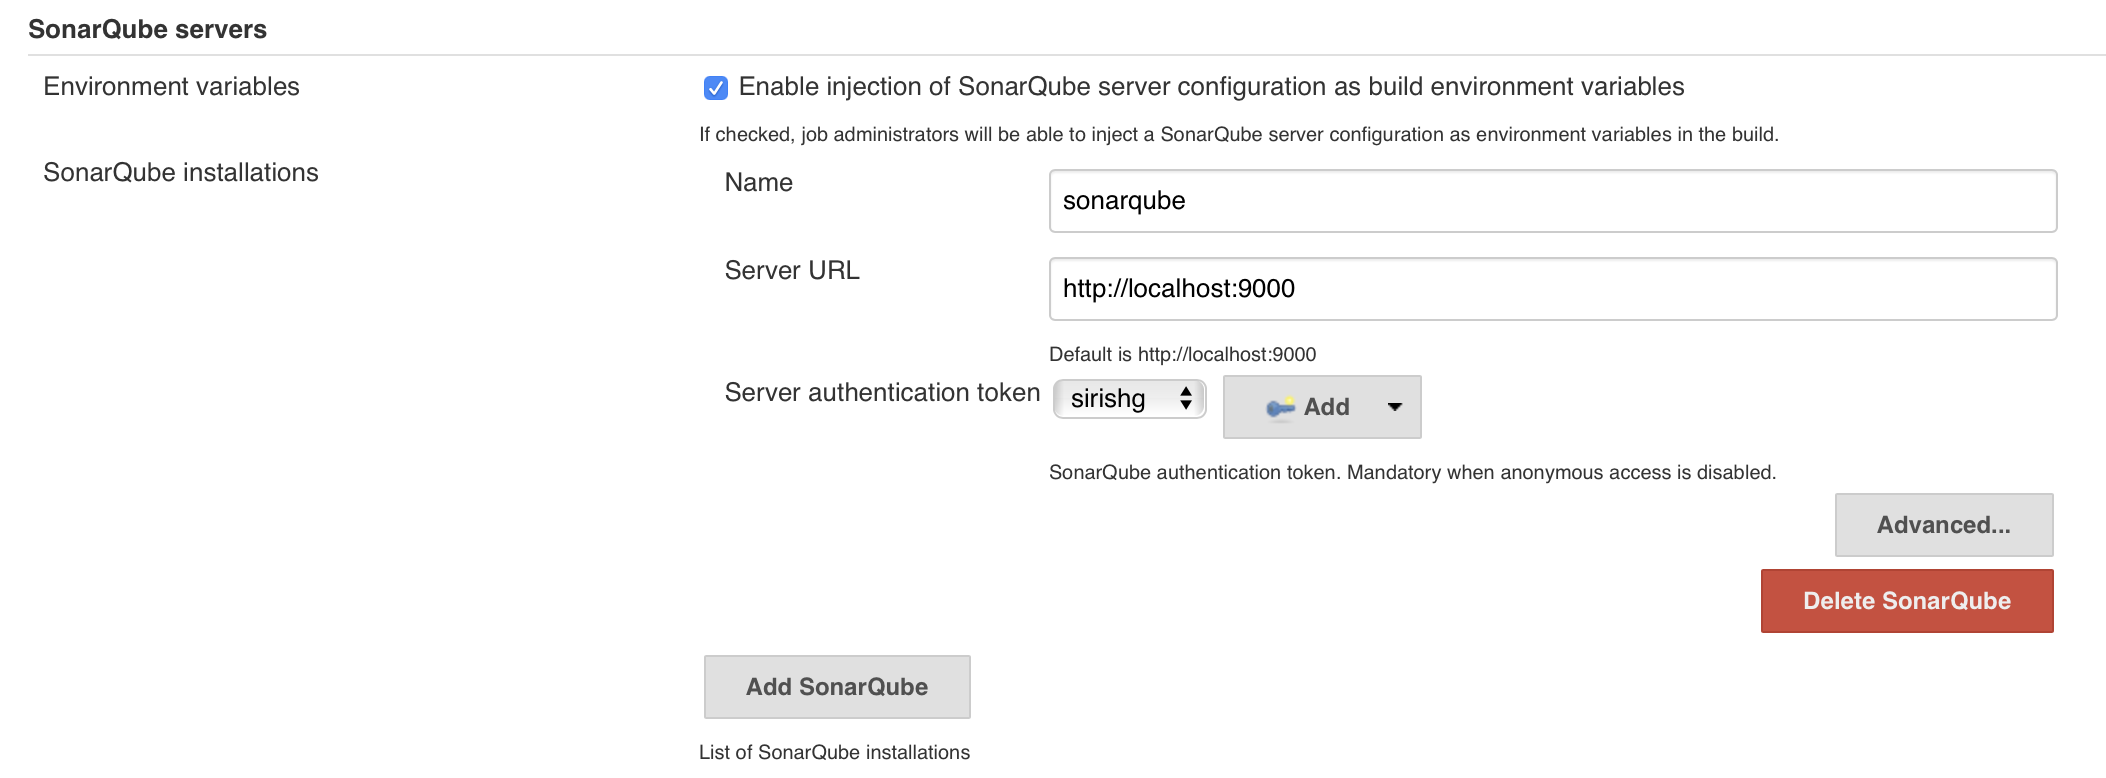 SonarQube servers
Environment variables
Enable injection of SonarQube server configuration as build environment variables
If checked, job administrators will be able to inject a SonarQube server configuration as environment variables in the build.
SonarQube installations
Name
sonarqube
Server URL
http://localhost:9000
Default is http://localhost:9000
Server authentication token
sirishg
Add
SonarQube authentication token. Mandatory when anonymous access is disabled.
Advanced...
Delete SonarQube
Add SonarQube
List of SonarQube installations